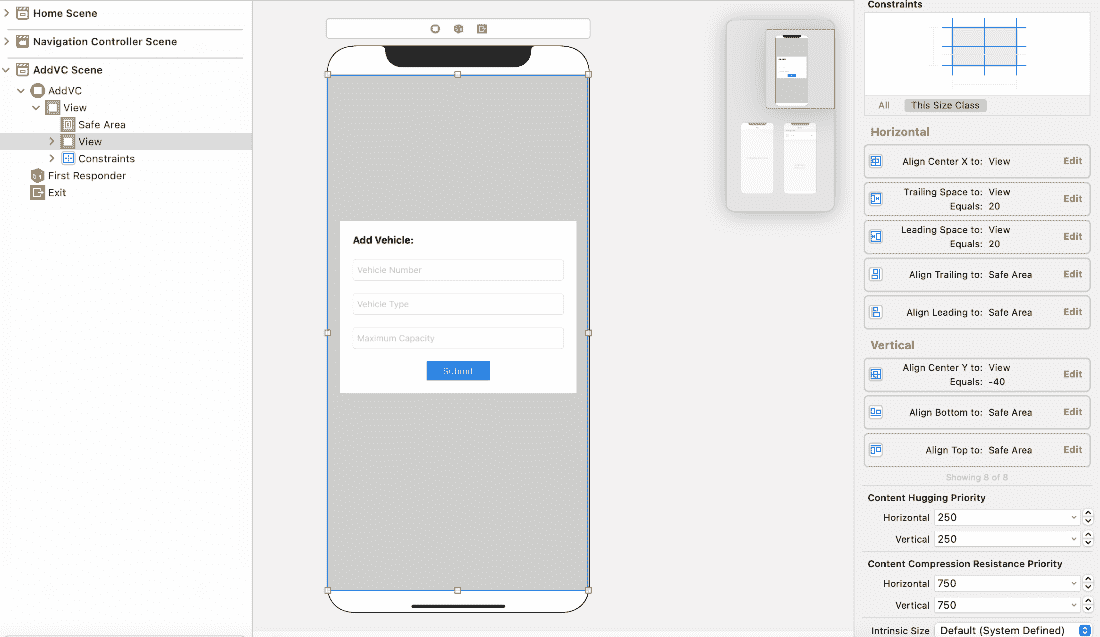 Home Scene
Navigation Controller Scene
AddVC Scene
AddVC
View
Safe Area
View
Constraints
First Responder
Exit
Add Vehicle:
Vehicle Number
Vehicle Type
Maximum Capacity
Submit
Constraints
All This Size Class
Horizontal
Align Center X to: View Edit
Trailing Space to: View
Equals: 20 Edit
Leading Space to: View
Equals: 20 Edit
Align Trailing to: Safe Area Edit
Align Leading to: Safe Area Edit
Vertical
Align Center Y to: View
Equals: -40 Edit
Align Bottom to: Safe Area Edit
Align Top to: Safe Area Edit
Showing 8 of 8
Content Hugging Priority
Horizontal 250
Vertical 250
Content Compression Resistance Priority
Horizontal 750
Vertical 750
Intrinsic Size Default (System Defined)